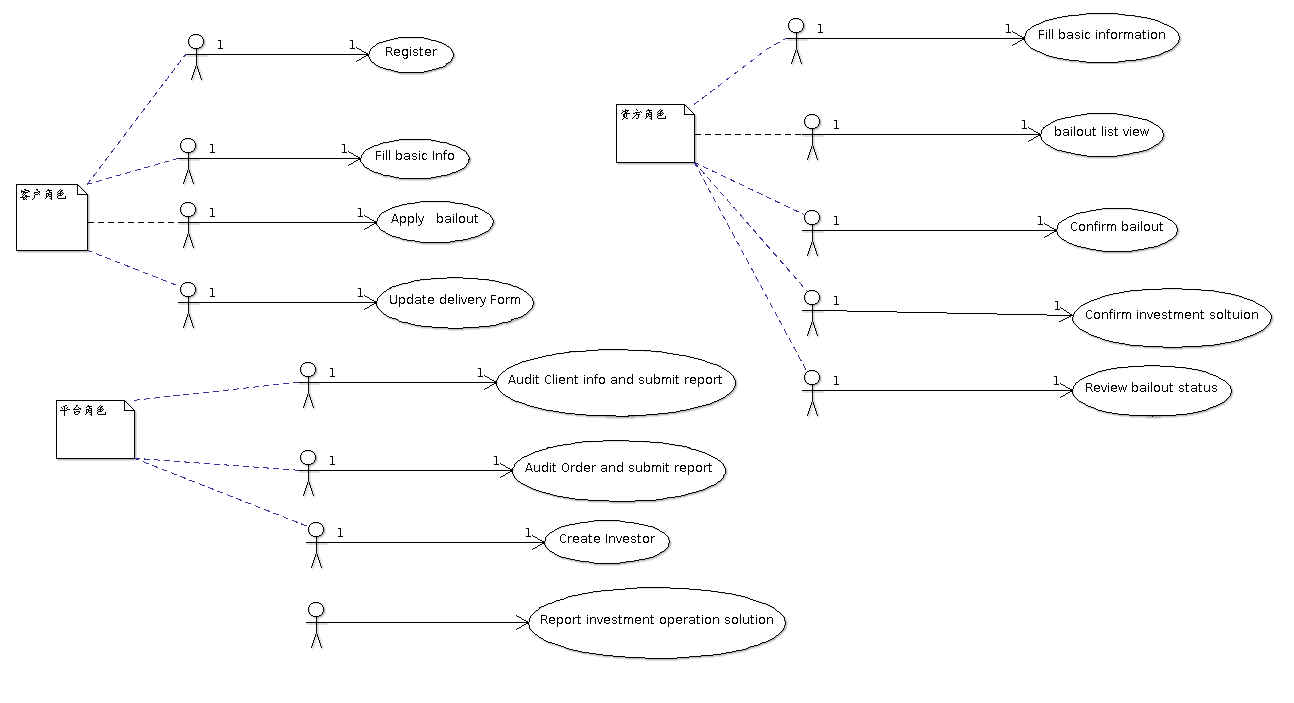 客户角色
1 1 Register
1 1 Fill basic Info
1 1 Apply bailout
1 1 Update delivery Form
资方角色
1 1 Fill basic information
1 1 bailout list view
1 1 Confirm bailout
1 1 Confirm investment soltuion
1 1 Review bailout status
平台角色
1 1 Audit Client info and submit report
1 1 Audit Order and submit report
1 1 Create Investor
Report investment operation solution